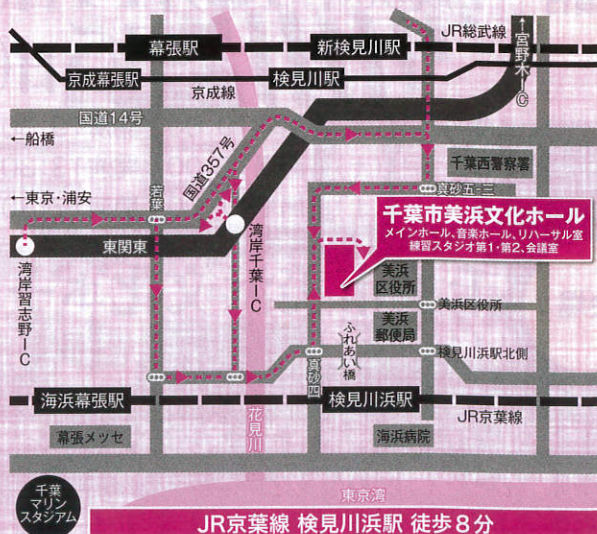 JR総武線
宮野木IC
幕張駅
新検見川駅
京成幕張駅
検見川駅
京成線
国道14号
←船橋
国道357号
千葉西警察署
←東京・浦安
若葉
真砂五・三
千葉市美浜文化ホール
メインホール、音楽ホール、リハーサル室
練習スタジオ第1・第2、会議室
東関東
湾岸習志野IC
湾岸千葉IC
美浜
区役所
美浜区役所
美浜
郵便局
ふれあい橋
検見川浜駅北側
真砂四
海浜幕張駅
検見川浜駅
JR京葉線
花見川
幕張メッセ
海浜病院
千葉
マリン
スタジアム
東京湾
JR京葉線 検見川浜駅 徒歩8分